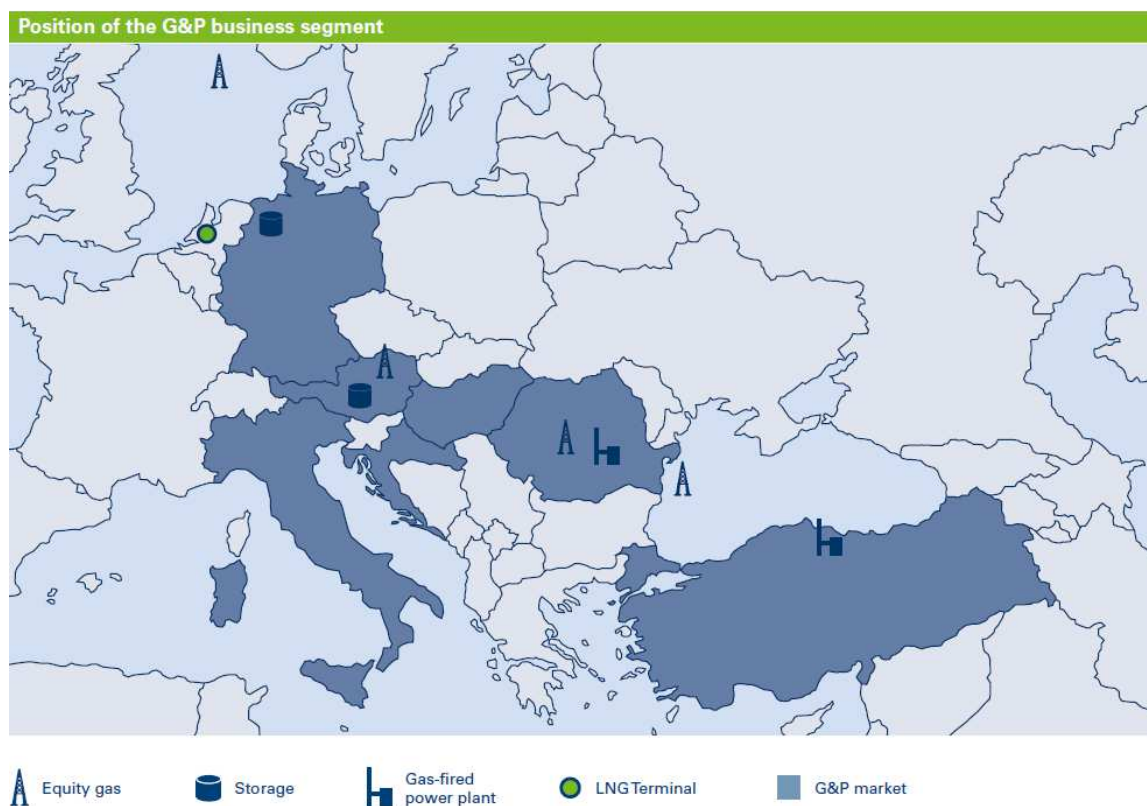 Position of the G&P business segment
Equity gas
Storage
Gas-fired
power plant
LNG Terminal
G&P market